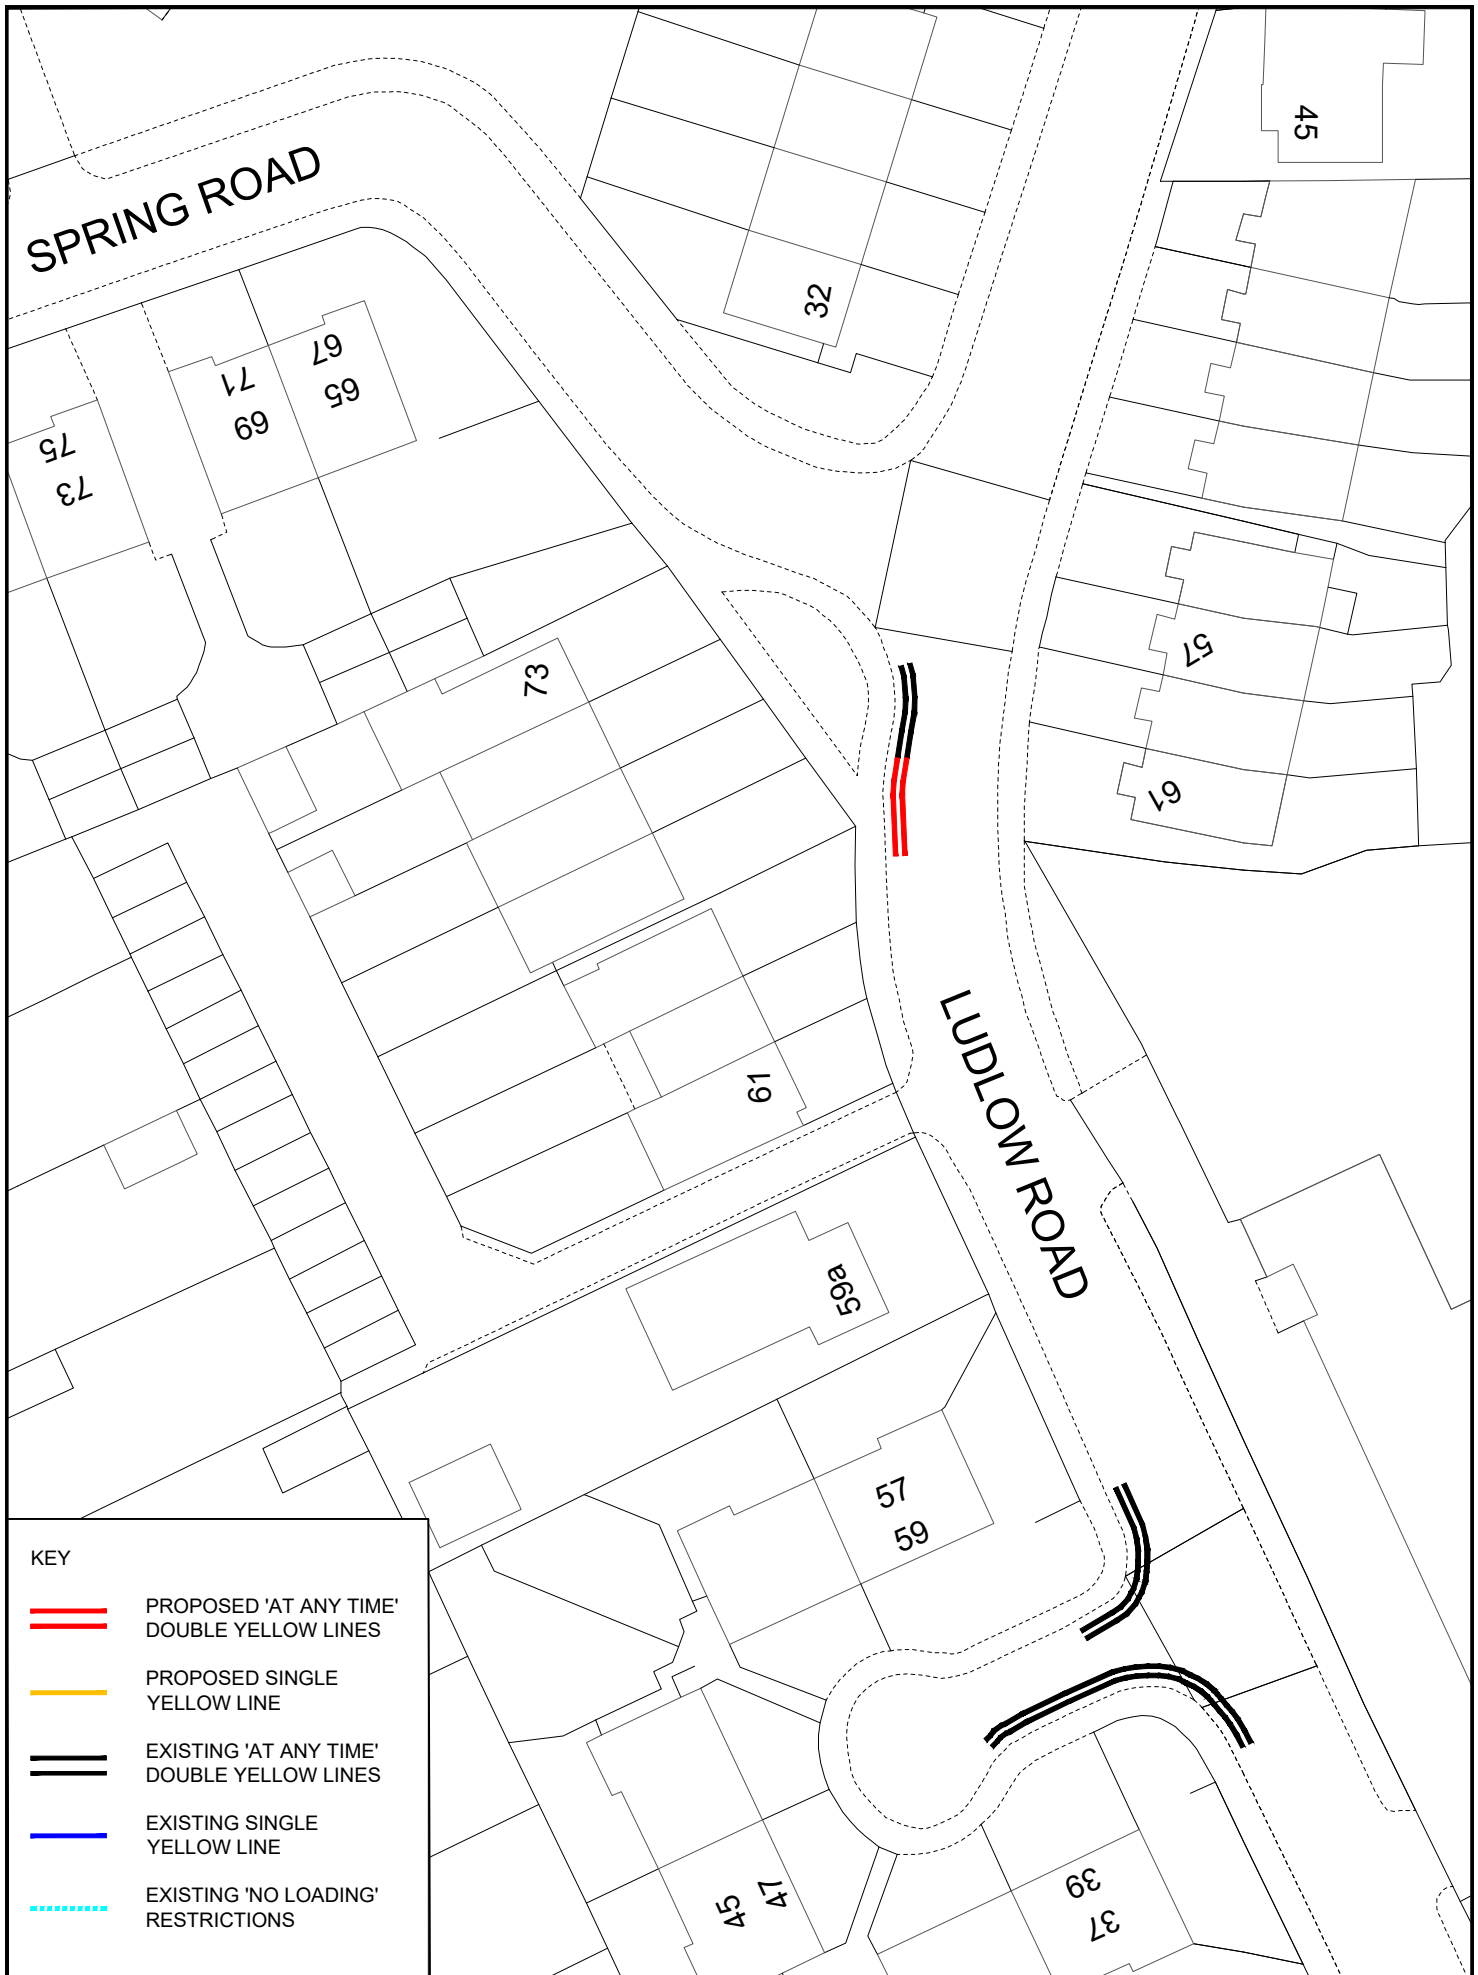 45
SPRING ROAD
32
67
71
65
69
75
73
57
73
61
LUDLOW ROAD
61
59a
57
59
39
47
45
37
KEY
PROPOSED 'AT ANY TIME'
DOUBLE YELLOW LINES
PROPOSED SINGLE
YELLOW LINE
EXISTING 'AT ANY TIME'
DOUBLE YELLOW LINES
EXISTING SINGLE
YELLOW LINE
EXISTING 'NO LOADING'
RESTRICTIONS